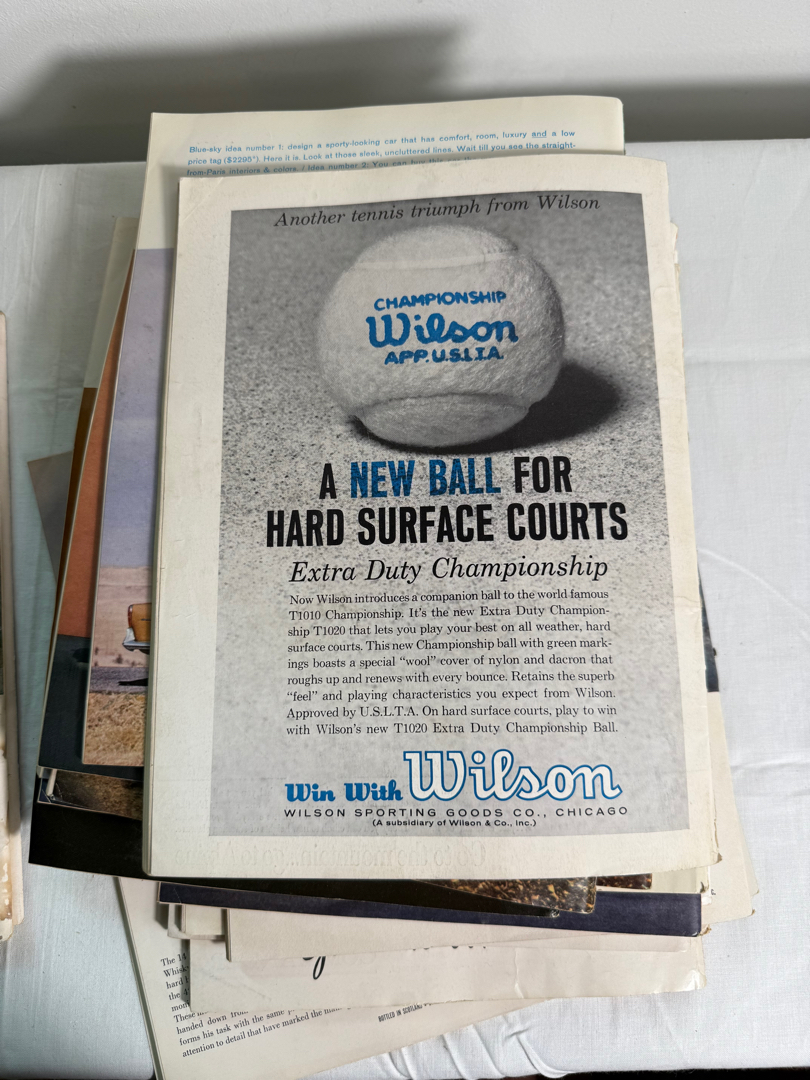 Blue-sky idea number 1: design a sporty-looking car that has comfort, room, luxury and a low
price tag ($2295*). Here it is. Look at those sleek, uncluttered lines. Wait till you see the straight-
from-Paris interiors & colors. / Idea number 2: You can buy this
Another tennis triumph from Wilson
CHAMPIONSHIP
Wilson
APP. U.S.L.T.A.
A NEW BALL FOR
HARD SURFACE COURTS
Extra Duty Championship
Now Wilson introduces a companion ball to the world famous
T1010 Championship. It's the new Extra Duty Champion-
ship T1020 that lets you play your best on all weather, hard
surface courts. This new Championship ball with green mark-
ings boasts a special “wool” cover of nylon and dacron that
roughs up and renews with every bounce. Retains the superb
“feel” and playing characteristics you expect from Wilson.
Approved by U.S.L.T.A. On hard surface courts, play to win
with Wilson's new T1020 Extra Duty Championship Ball.
Win With Wilson
WILSON SPORTING GOODS CO., CHICAGO
(A subsidiary of Wilson & Co., Inc.)
The 14
Whisk
hard
the
mon
These
handed down from
forms his task with the same
attention to detail that have marked the
BOTTLED IN SCOTLAND